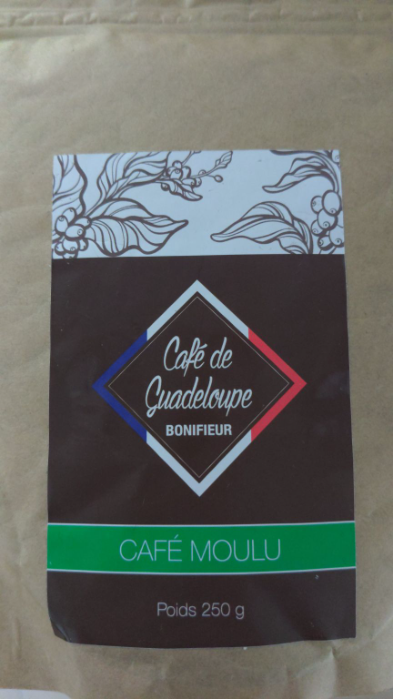 Café de
Guadeloupe
BONIFIEUR
CAFÉ MOULU
Poids 250 g